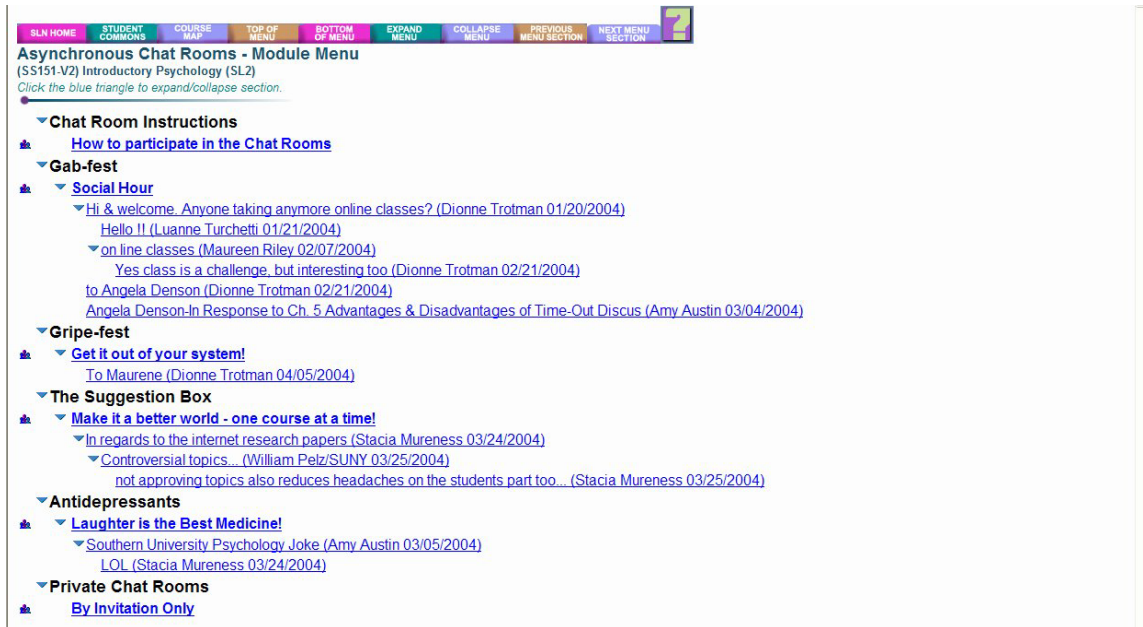 SLN HOME STUDENT COMMONS COURSE MAP TOP OF MENU BOTTOM OF MENU EXPAND MENU COLLAPSE MENU PREVIOUS MENU SECTION NEXT MENU SECTION ?
Asynchronous Chat Rooms - Module Menu
(SS151-V2) Introductory Psychology (SL2)
Click the blue triangle to expand/collapse section.
Chat Room Instructions
How to participate in the Chat Rooms
Gab-fest
Social Hour
Hi & welcome. Anyone taking anymore online classes? (Dionne Trotman 01/20/2004)
Hello !! (Luanne Turchetti 01/21/2004)
on line classes (Maureen Riley 02/07/2004)
Yes class is a challenge, but interesting too (Dionne Trotman 02/21/2004)
to Angela Denson (Dionne Trotman 02/21/2004)
Angela Denson-In Response to Ch. 5 Advantages & Disadvantages of Time-Out Discus (Amy Austin 03/04/2004)
Gripe-fest
Get it out of your system!
To Maurene (Dionne Trotman 04/05/2004)
The Suggestion Box
Make it a better world - one course at a time!
In regards to the internet research papers (Stacia Mureness 03/24/2004)
Controversial topics... (William Pelz/SUNY 03/25/2004)
not approving topics also reduces headaches on the students part too... (Stacia Mureness 03/25/2004)
Antidepressants
Laughter is the Best Medicine!
Southern University Psychology Joke (Amy Austin 03/05/2004)
LOL (Stacia Mureness 03/24/2004)
Private Chat Rooms
By Invitation Only